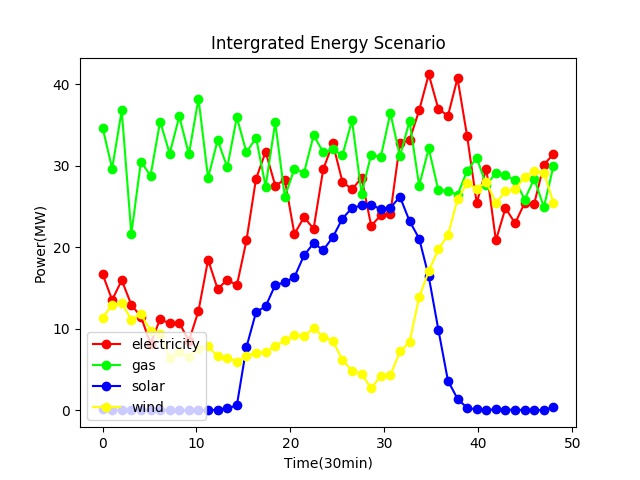 Intergrated Energy Scenario
Power(MW)
40
30
20
10
0
electricity
gas
solar
wind
0 10 20 30 40 50
Time(30min)